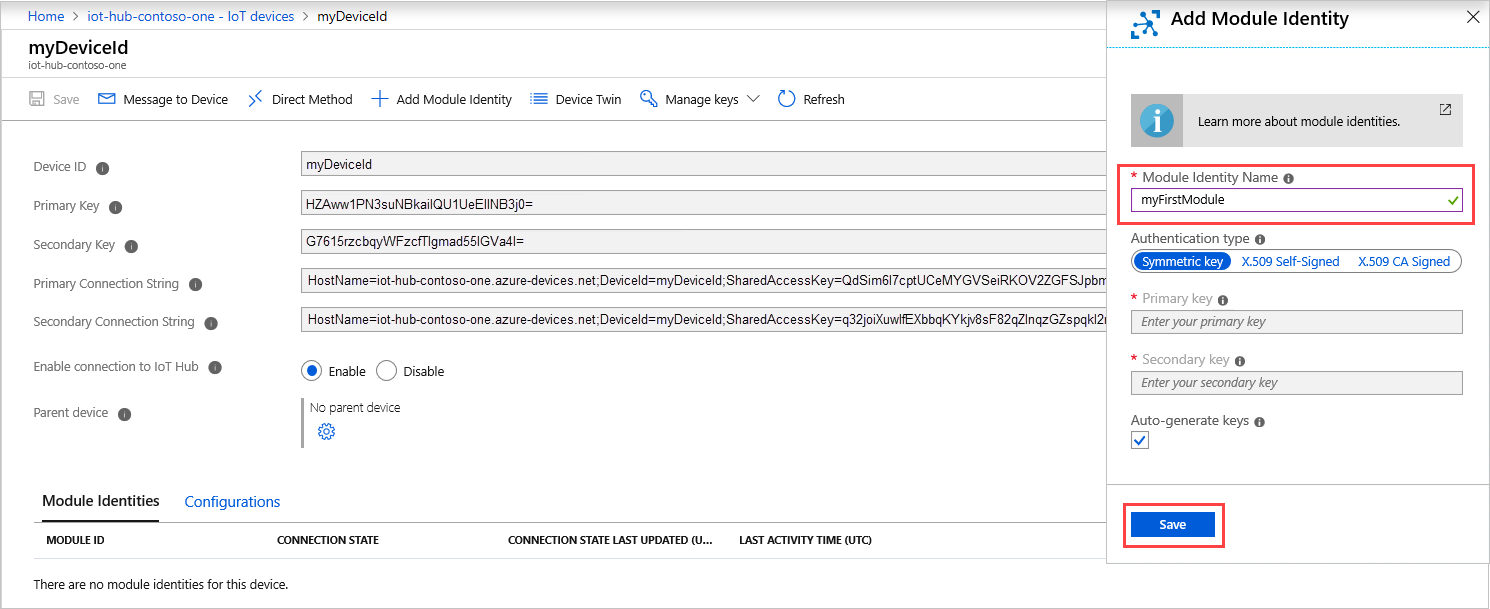 Home > iot-hub-contoso-one - IoT devices > myDeviceId
myDeviceId
iot-hub-contoso-one
Save Message to Device Direct Method Add Module Identity Device Twin Manage keys Refresh
Device ID myDeviceId
Primary Key HZAww1PN3suNBkailQU1UeEIlNB3j0=
Secondary Key G7615rzcbqyWFzcfTlgmad55lGVa4I=
Primary Connection String HostName=iot-hub-contoso-one.azure-devices.net;DeviceId=myDeviceId;SharedAccessKey=QdSim6l7cptUCeMYGVSeiRKOV2ZGFSJpbm
Secondary Connection String HostName=iot-hub-contoso-one.azure-devices.net;DeviceId=myDeviceId;SharedAccessKey=q32joiXuwlfEXbbqKYkjv8sF82qZlnqzGZspqkl2r
Enable connection to IoT Hub Enable Disable
Parent device No parent device
Module Identities Configurations
MODULE ID CONNECTION STATE CONNECTION STATE LAST UPDATED (U... LAST ACTIVITY TIME (UTC)
There are no module identities for this device.
Add Module Identity
Learn more about module identities.
* Module Identity Name
myFirstModule
Authentication type
Symmetric key X.509 Self-Signed X.509 CA Signed
* Primary key
Enter your primary key
* Secondary key
Enter your secondary key
Auto-generate keys
Save